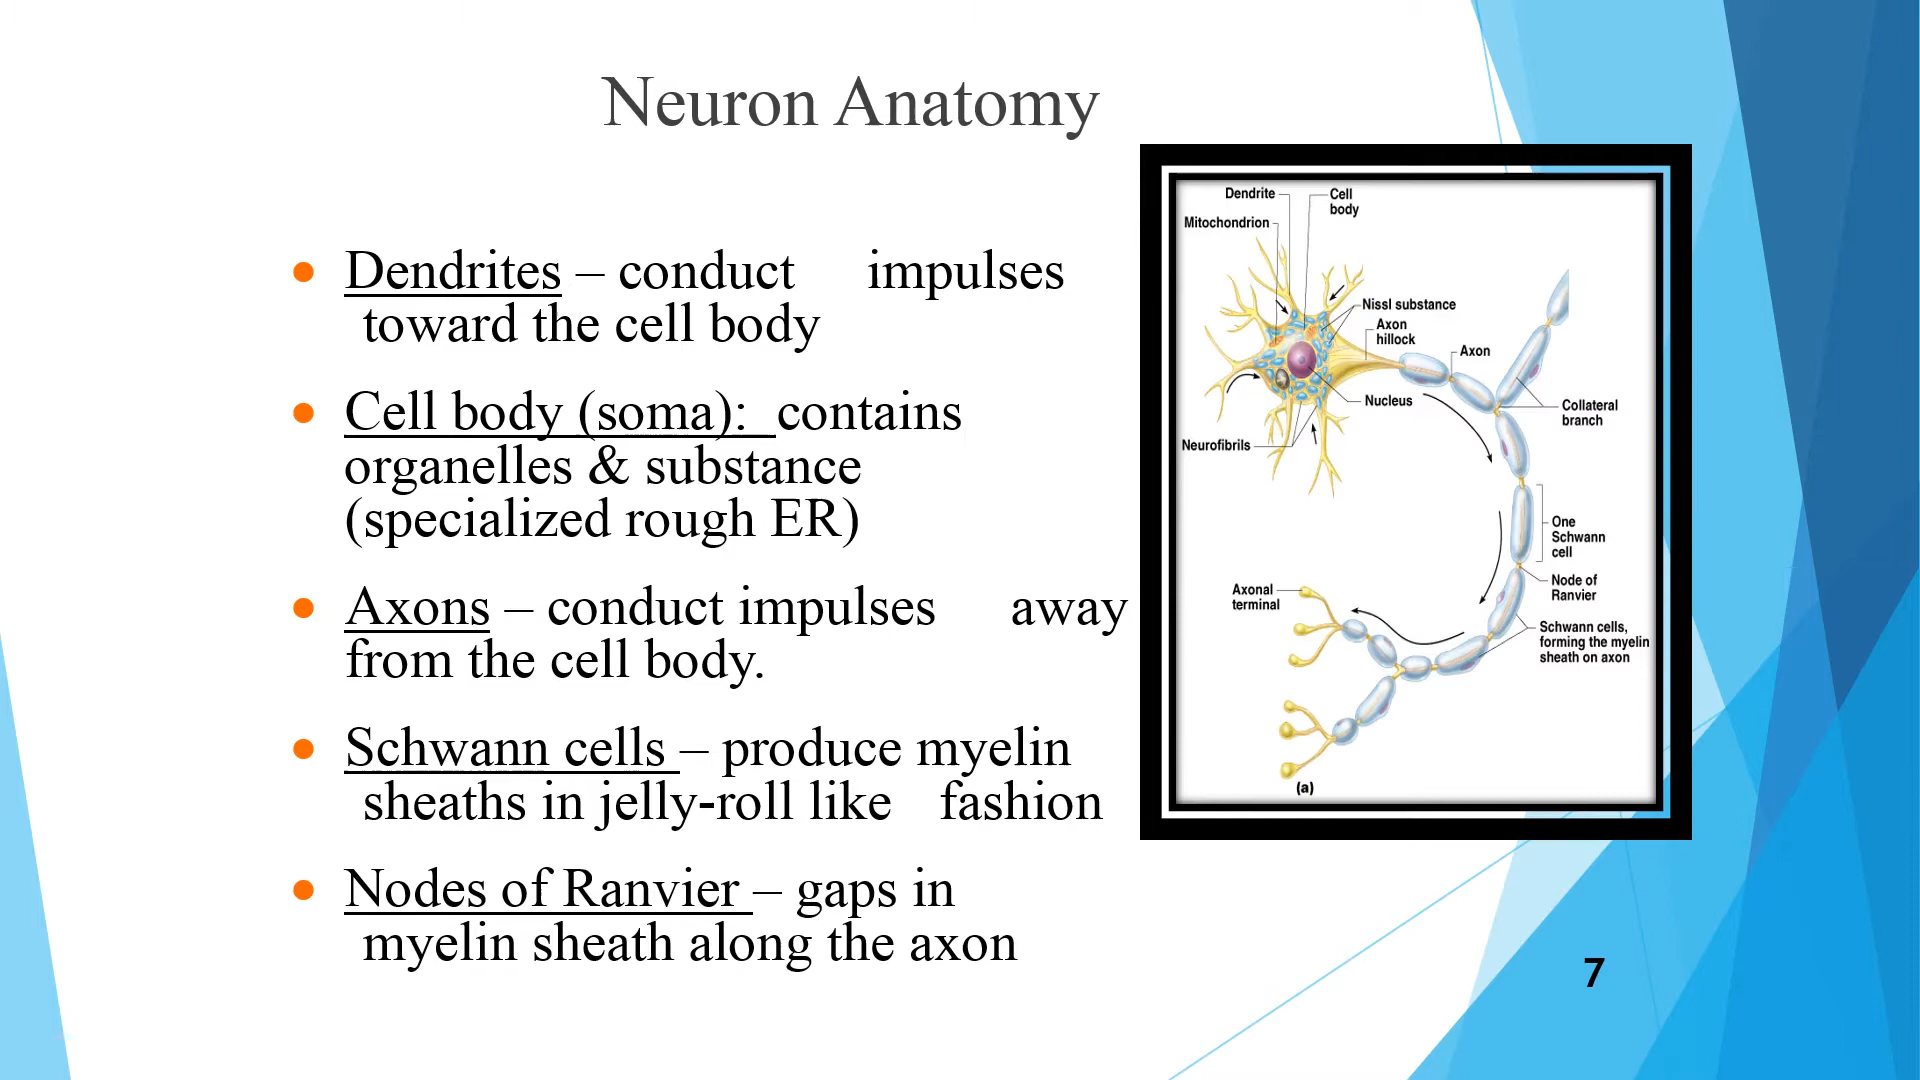 Neuron Anatomy
Dendrites – conduct impulses
toward the cell body
Cell body (soma): contains
organelles & substance
(specialized rough ER)
Axons – conduct impulses away
from the cell body.
Schwann cells – produce myelin
sheaths in jelly-roll like fashion
Nodes of Ranvier – gaps in
myelin sheath along the axon
Dendrite
Cell
body
Mitochondrion
Nissl substance
Axon
hillock
Axon
Nucleus
Collateral
branch
Neurofibrils
One
Schwann
cell
Node of
Ranvier
Axonal
terminal
Schwann cells,
forming the myelin
sheath on axon
(a)
7